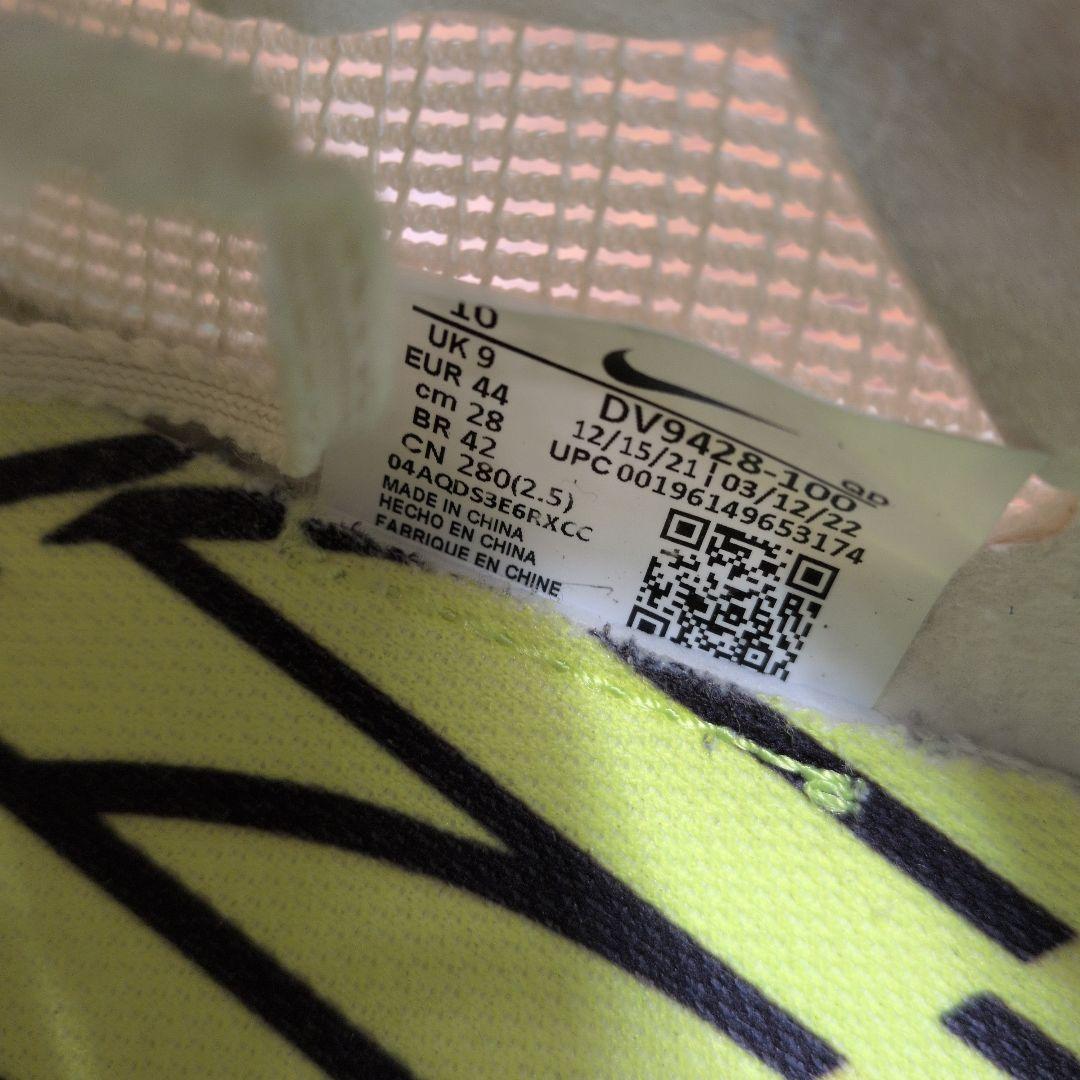 10
UK 9
EUR 44
cm 28
BR 42
CN 280(2.5)
04AQDS3E6RXCC
MADE IN CHINA
HECHO EN CHINA
FABRIQUE EN CHINE
DV9428-100 QD
12/15/21 | 03/12/22
UPC 00196149653174